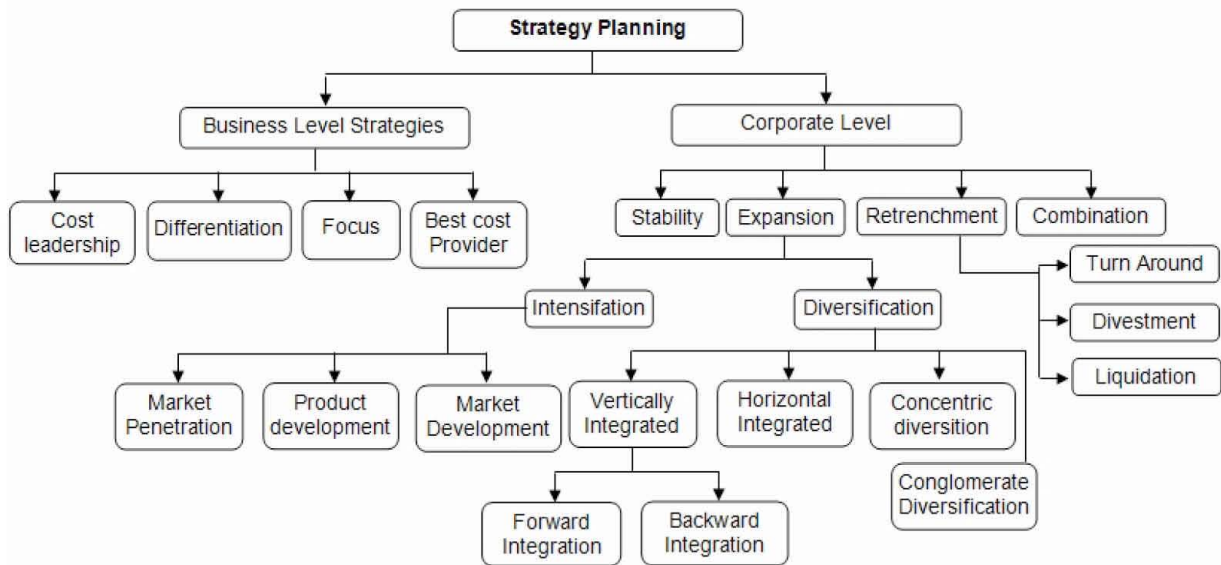 Strategy Planning
Business Level Strategies
Corporate Level
Cost
leadership
Differentiation
Focus
Best cost
Provider
Stability
Expansion
Retrenchment
Combination
Turn Around
Divestment
Liquidation
Intensifation
Diversification
Market
Penetration
Product
development
Market
Development
Vertically
Integrated
Horizontal
Integrated
Concentric
diversition
Conglomerate
Diversification
Forward
Integration
Backward
Integration